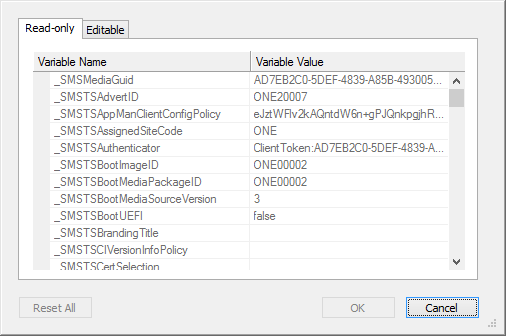 Read-only Editable
Variable Name Variable Value
_SMSMediaGuid AD7EB2C0-5DEF-4839-A85B-493005...
_SMSTSAdvertID ONE20007
_SMSTSAppManClientConfigPolicy eJztWFlv2kAQntdW6n+gPJQnkpgjhR...
_SMSTSAssignedSiteCode ONE
_SMSTSAuthenticator ClientToken:AD7EB2C0-5DEF-4839-A...
_SMSTSBootImageID ONE00002
_SMSTSBootMediaPackageID ONE00002
_SMSTSBootMediaSourceVersion 3
_SMSTSBootUEFI false
_SMSTSBrandingTitle
_SMSTSCIVersionInfoPolicy
_SMSTSCertSelection
Reset All OK Cancel